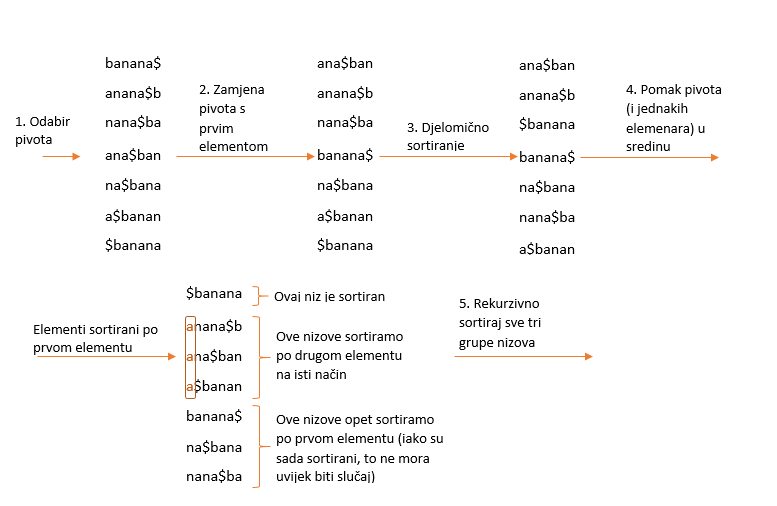 1. Odabir
pivota
banana$
anana$b
nana$ba
ana$ban
na$bana
a$banan
$banana
2. Zamjena
pivota s
prvim
elementom
ana$ban
anana$b
nana$ba
banana$
na$bana
a$banan
$banana
3. Djelomično
sortiranje
ana$ban
anana$b
$banana
banana$
na$bana
nana$ba
a$banan
4. Pomak pivota
(i jednakih
elemenara) u
sredinu
Elementi sortirani po
prvom elementu
$banana
anana$b
ana$ban
a$banan
banana$
na$bana
nana$ba
Ovaj niz je sortiran
Ove nizove sortiramo
po drugom elementu
na isti način
Ove nizove opet sortiramo
po prvom elementu (iako su
sada sortirani, to ne mora
uvijek biti slučaj)
5. Rekurzivno
sortiraj sve tri
grupe nizova